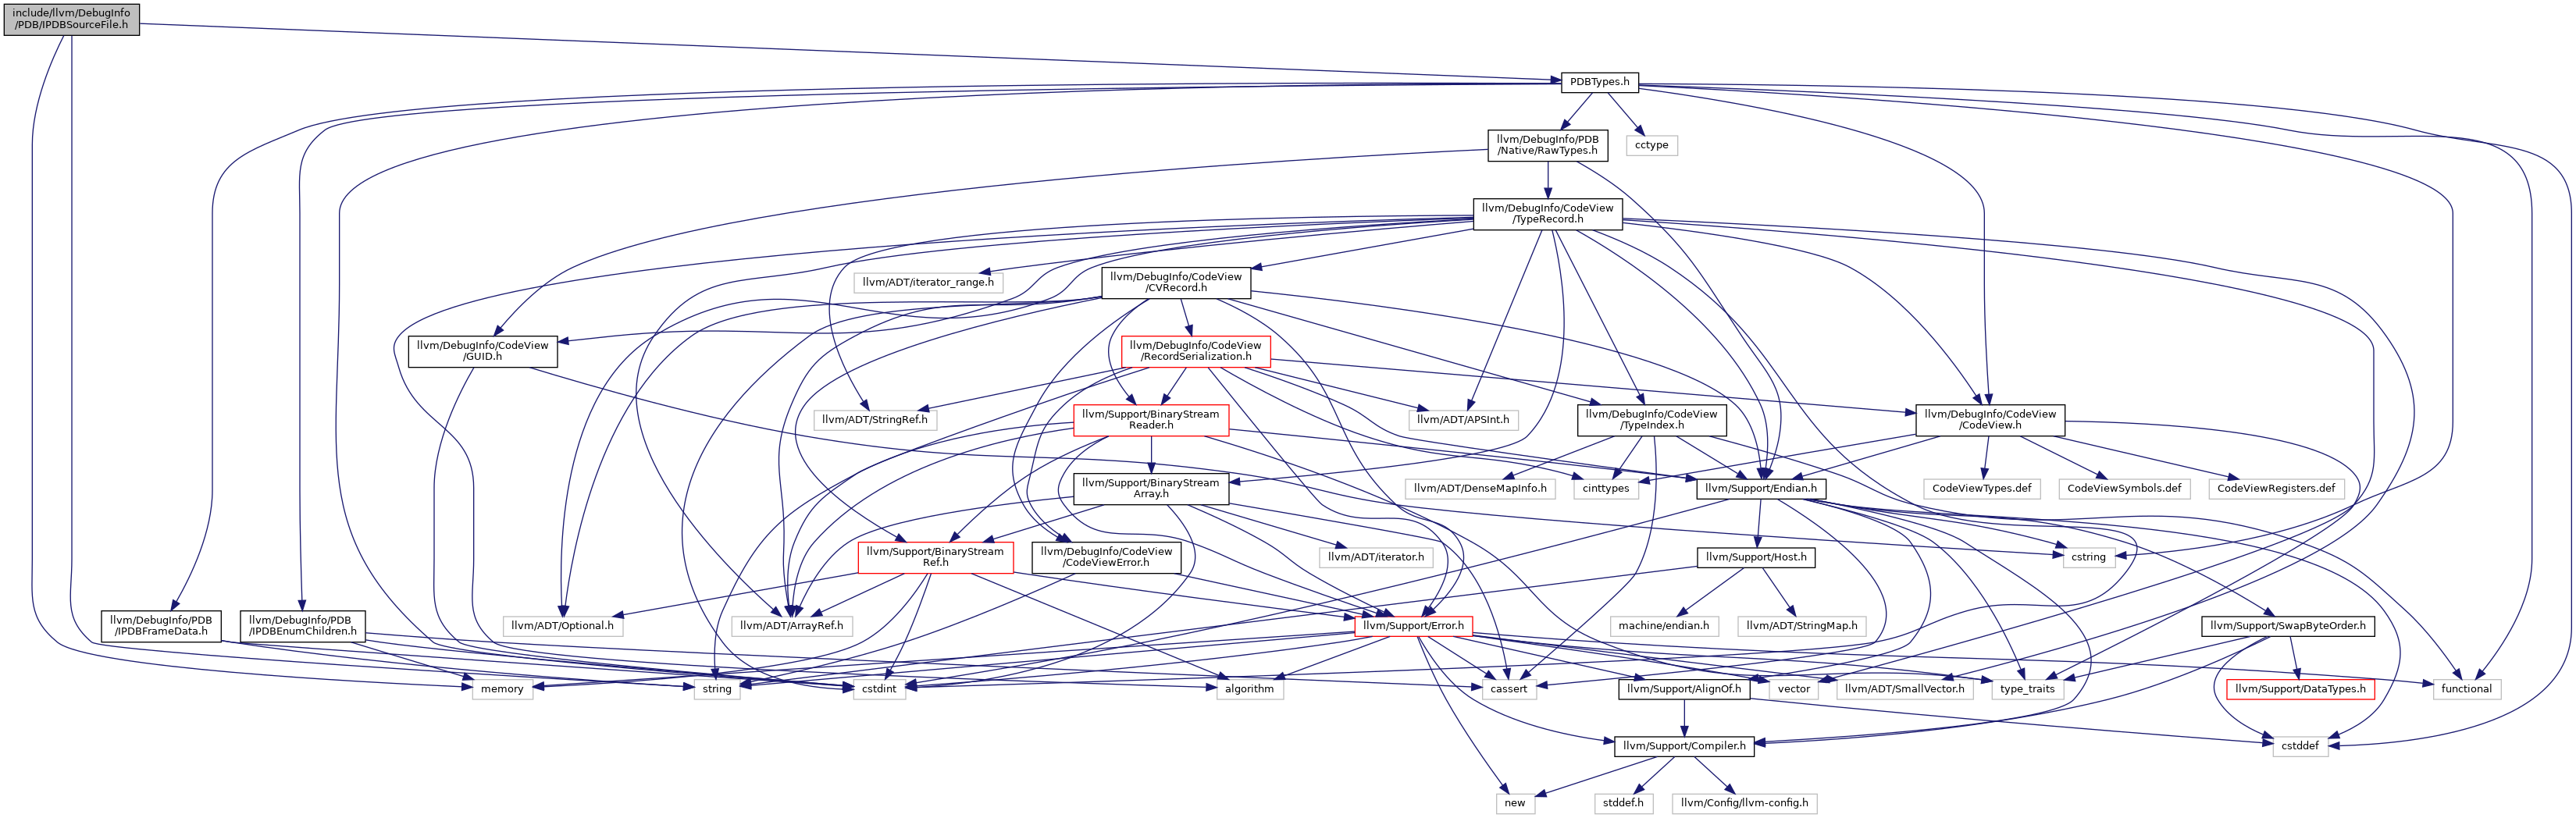 include/llvm/DebugInfo
/PDB/IPDBSourceFile.h
PDBTypes.h
llvm/DebugInfo/PDB
/Native/RawTypes.h
cctype
llvm/DebugInfo/CodeView
/TypeRecord.h
llvm/ADT/iterator_range.h
llvm/DebugInfo/CodeView
/CVRecord.h
llvm/DebugInfo/CodeView
/GUID.h
llvm/DebugInfo/CodeView
/RecordSerialization.h
llvm/ADT/StringRef.h
llvm/Support/BinaryStream
Reader.h
llvm/ADT/APSInt.h
llvm/DebugInfo/CodeView
/TypeIndex.h
llvm/DebugInfo/CodeView
/CodeView.h
llvm/Support/BinaryStream
Array.h
llvm/ADT/DenseMapInfo.h
cinttypes
llvm/Support/Endian.h
CodeViewTypes.def
CodeViewSymbols.def
CodeViewRegisters.def
llvm/Support/BinaryStream
Ref.h
llvm/DebugInfo/CodeView
/CodeViewError.h
llvm/ADT/iterator.h
llvm/Support/Host.h
cstring
llvm/DebugInfo/PDB
/IPDBFrameData.h
llvm/DebugInfo/PDB
/IPDBEnumChildren.h
llvm/ADT/Optional.h
llvm/ADT/ArrayRef.h
llvm/Support/Error.h
machine/endian.h
llvm/ADT/StringMap.h
llvm/Support/SwapByteOrder.h
memory
string
cstdint
algorithm
cassert
llvm/Support/AlignOf.h
vector
llvm/ADT/SmallVector.h
type_traits
llvm/Support/DataTypes.h
functional
llvm/Support/Compiler.h
cstddef
new
stddef.h
llvm/Config/llvm-config.h